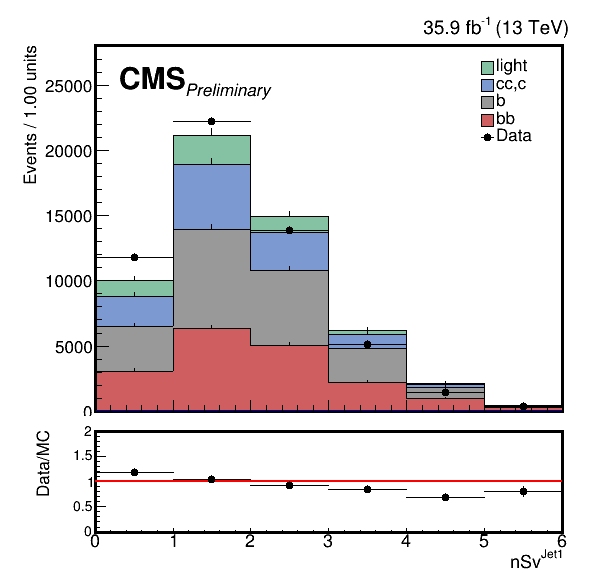 35.9 fb⁻¹ (13 TeV)
CMS Preliminary
light
cc,c
b
bb
Data
Events / 1.00 units
25000
20000
15000
10000
5000
0
Data/MC
2
1.5
1
0.5
0
0 1 2 3 4 5 6
nSv^Jet1